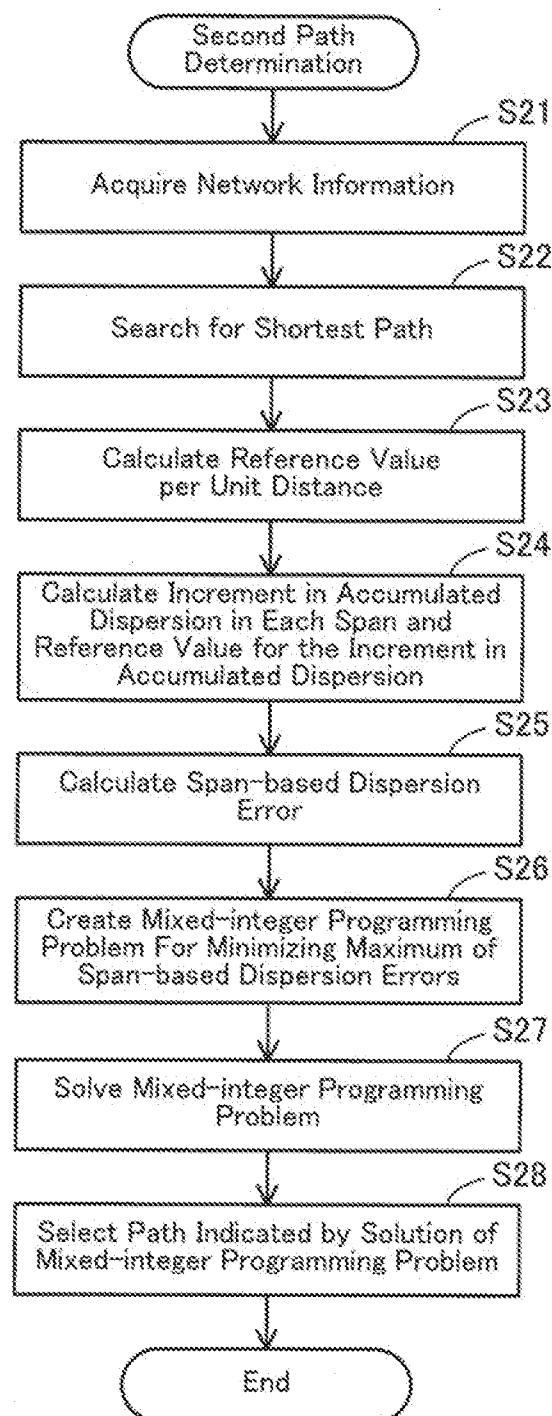 Second Path
Determination
S21
Acquire Network Information
S22
Search for Shortest Path
S23
Calculate Reference Value
per Unit Distance
S24
Calculate Increment in Accumulated
Dispersion in Each Span and
Reference Value for the Increment in
Accumulated Dispersion
S25
Calculate Span-based Dispersion
Error
S26
Create Mixed-integer Programming
Problem For Minimizing Maximum of
Span-based Dispersion Errors
S27
Solve Mixed-integer Programming
Problem
S28
Select Path Indicated by Solution of
Mixed-integer Programming Problem
End